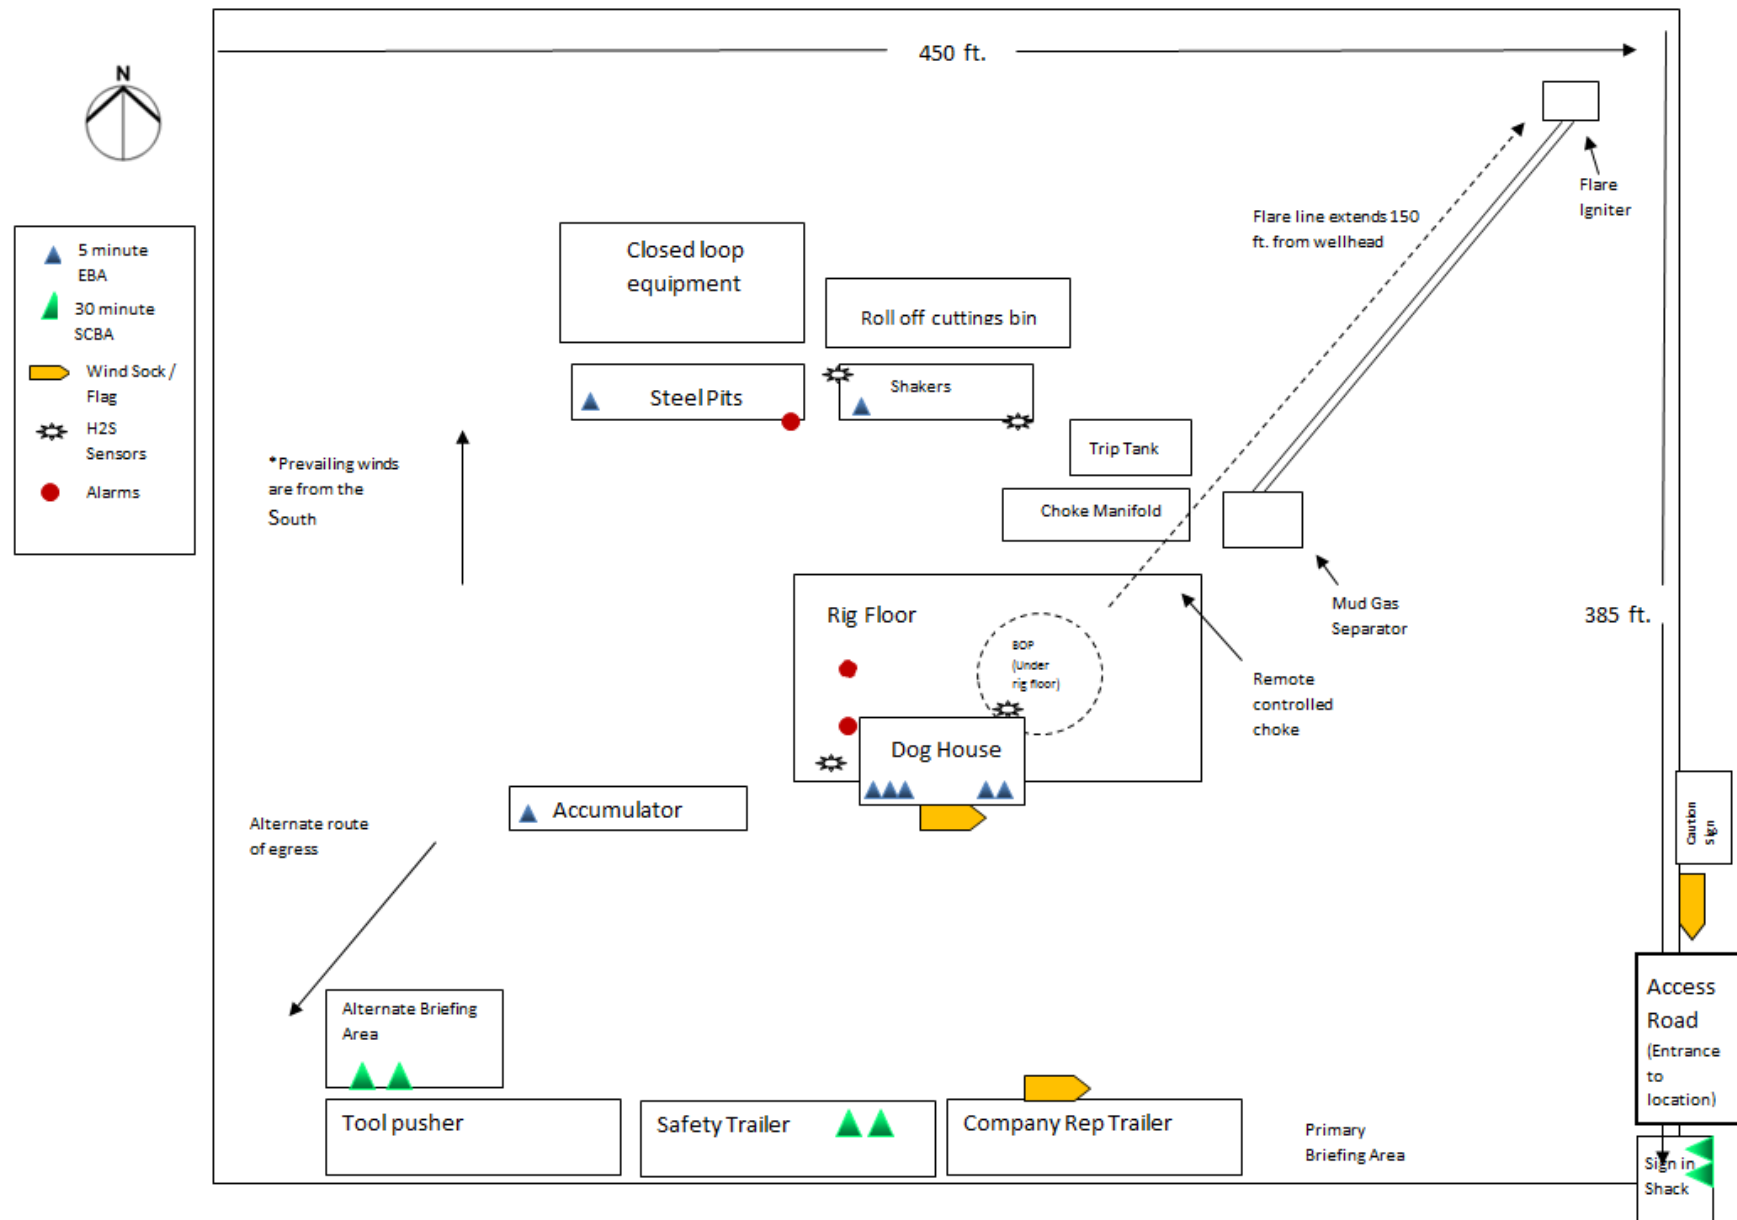 450 ft.
N
Flare
Igniter
5 minute
EBA
30 minute
SCBA
Wind Sock /
Flag
H2S
Sensors
Alarms
Flare line extends 150
ft. from wellhead
Closed loop
equipment
Roll off cuttings bin
Steel Pits
Shakers
Trip Tank
Choke Manifold
*Prevailing winds
are from the
South
Mud Gas
Separator
385 ft.
Rig Floor
BOP
(Under
rig floor)
Remote
controlled
choke
Dog House
Accumulator
Alternate route
of egress
Caution
Sign
Access
Road
(Entrance
to
location)
Alternate Briefing
Area
Tool pusher
Safety Trailer
Company Rep Trailer
Primary
Briefing Area
Sign in
Shack